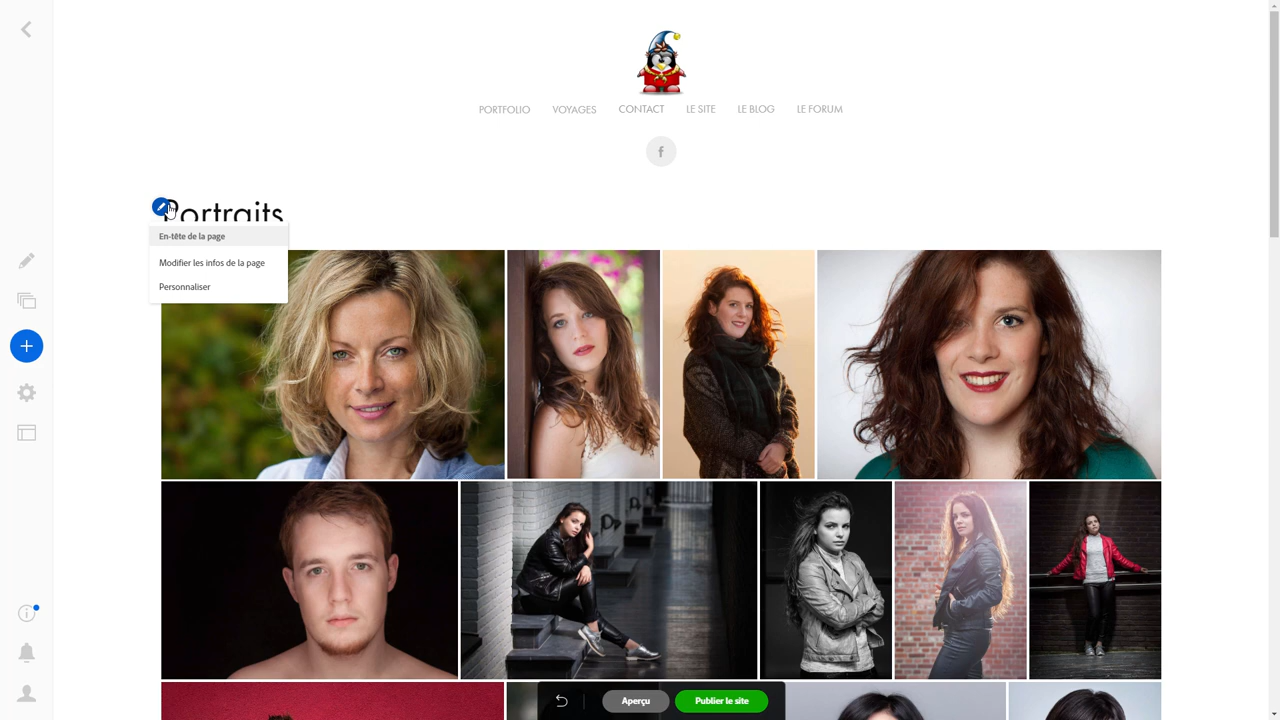 PORTFOLIO VOYAGES CONTACT LE SITE LE BLOG LE FORUM
f
Portraits
En-tête de la page
Modifier les infos de la page
Personnaliser
Aperçu Publier le site